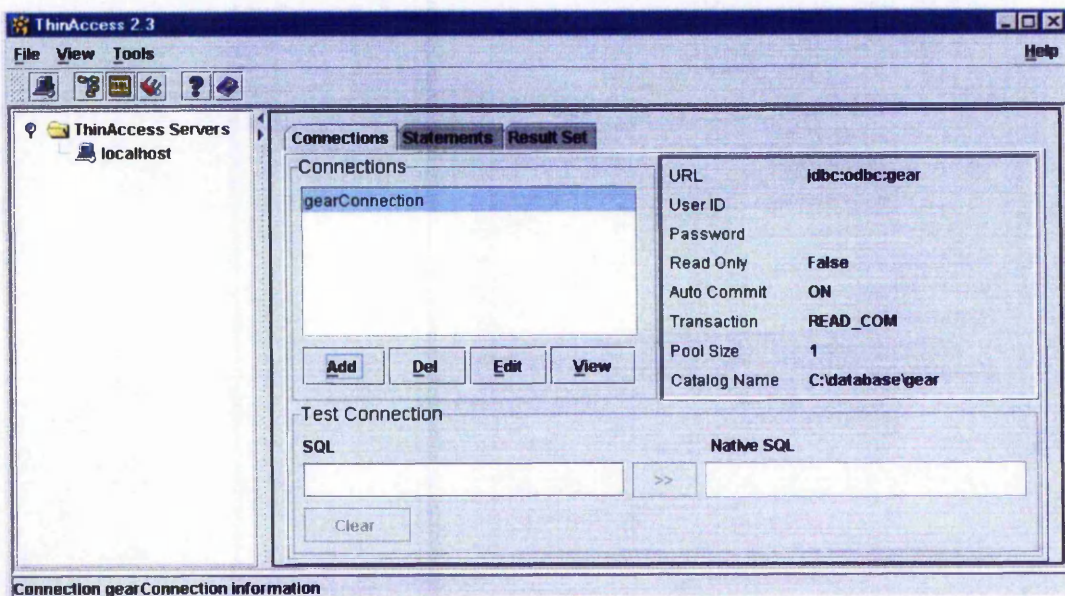 ThinAccess 2.3
File View Tools Help
ThinAccess Servers
localhost
Connections Statements Result Set
Connections
gearConnection
Add Del Edit View
URL jdbc:odbc:gear
User ID
Password
Read Only False
Auto Commit ON
Transaction READ_COM
Pool Size 1
Catalog Name C:\database\gear
Test Connection
SQL Native SQL
>>
Clear
Connection gearConnection information